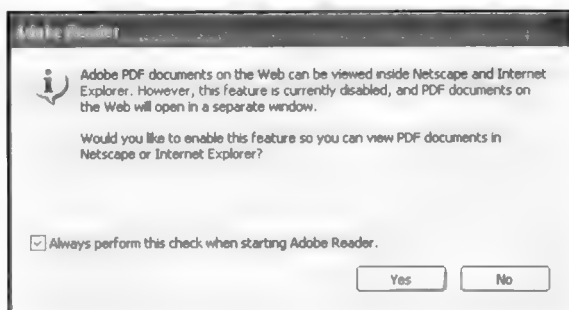 Adobe Reader
Adobe PDF documents on the Web can be viewed inside Netscape and Internet
Explorer. However, this feature is currently disabled, and PDF documents on
the Web will open in a separate window.
Would you like to enable this feature so you can view PDF documents in
Netscape or Internet Explorer?
Always perform this check when starting Adobe Reader.
Yes
No